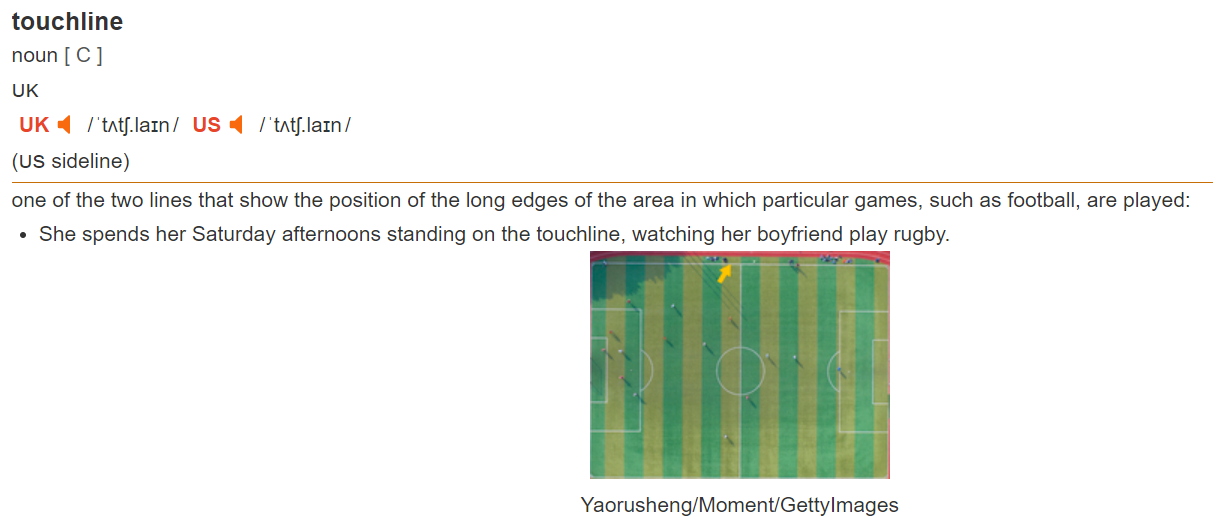 touchline
noun [ C ]
UK
UK /ˈtʌtʃ.laɪn/ US /ˈtʌtʃ.laɪn/
(US sideline)
one of the two lines that show the position of the long edges of the area in which particular games, such as football, are played:
• She spends her Saturday afternoons standing on the touchline, watching her boyfriend play rugby.
Yaorusheng/Moment/GettyImages